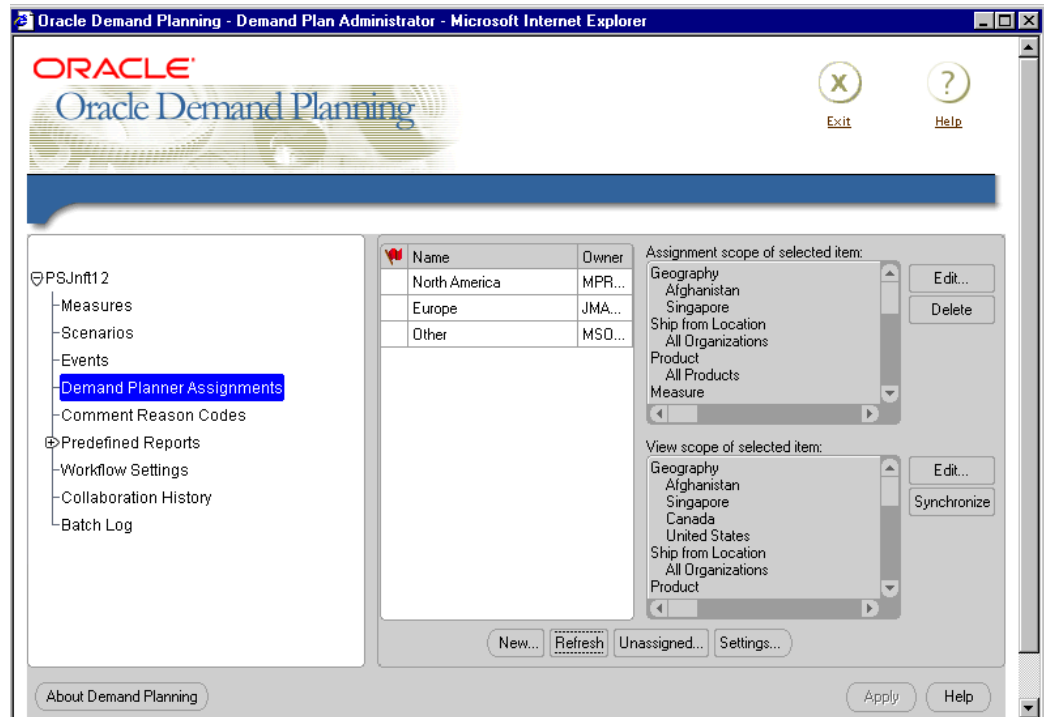 Oracle Demand Planning - Demand Plan Administrator - Microsoft Internet Explorer
ORACLE
Oracle Demand Planning
X
?
Exit
Help
PSJnft12
Measures
Scenarios
Events
Demand Planner Assignments
Comment Reason Codes
Predefined Reports
Workflow Settings
Collaboration History
Batch Log
Name Owner
North America MPR...
Europe JMA...
Other MSO...
Assignment scope of selected item:
Geography
Afghanistan
Singapore
Ship from Location
All Organizations
Product
All Products
Measure
Edit...
Delete
View scope of selected item:
Geography
Afghanistan
Singapore
Canada
United States
Ship from Location
All Organizations
Product
Edit...
Synchronize
New... Refresh Unassigned... Settings...
About Demand Planning Apply Help